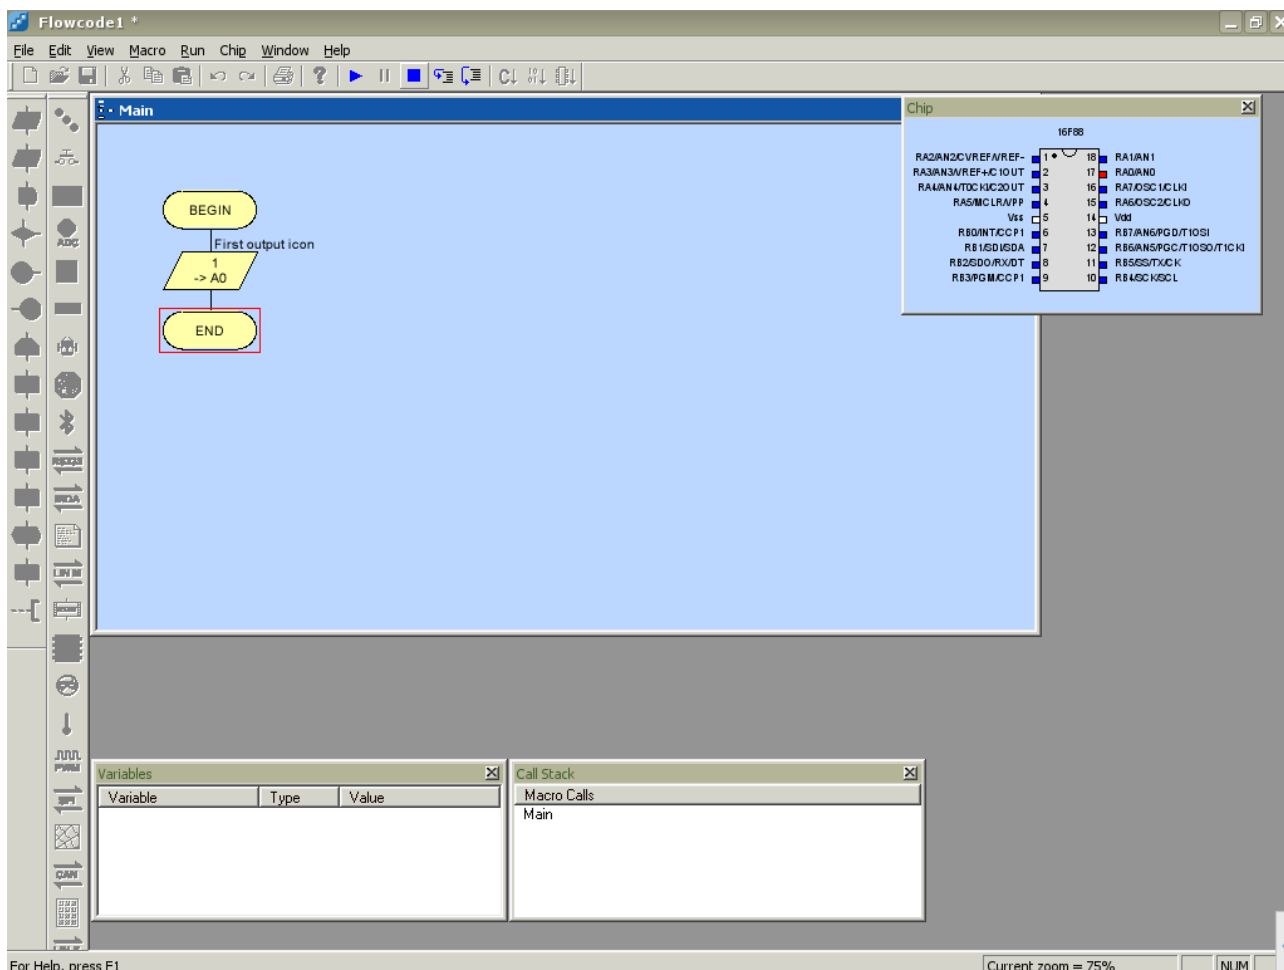 Flowcode1 *
File Edit View Macro Run Chip Window Help
Main
BEGIN
First output icon
1
-> A0
END
Chip
16F88
RA2/AN2/CVREF/VREF- 1 18 RA1/AN1
RA3/AN3/VREF+/C1OUT 2 17 RA0/AN0
RA4/AN4/T0CKI/C2OUT 3 16 RA7/OSC1/CLKI
RA5/MCLR/VPP 4 15 RA6/OSC2/CLKO
Vss 5 14 Vdd
RB0/INT/CCP1 6 13 RB7/AN6/PGD/T1OSI
RB1/SDI/SDA 7 12 RB6/AN5/PGC/T1OSO/T1CKI
RB2/SDO/RX/DT 8 11 RB5/SS/TX/CK
RB3/PGM/CCP1 9 10 RB4/SCK/SCL
ADC
IRDA
LIN M
PWM
SPI
CAN
Variables
Variable Type Value
Call Stack
Macro Calls
Main
For Help, press F1
Current zoom = 75%
NUM